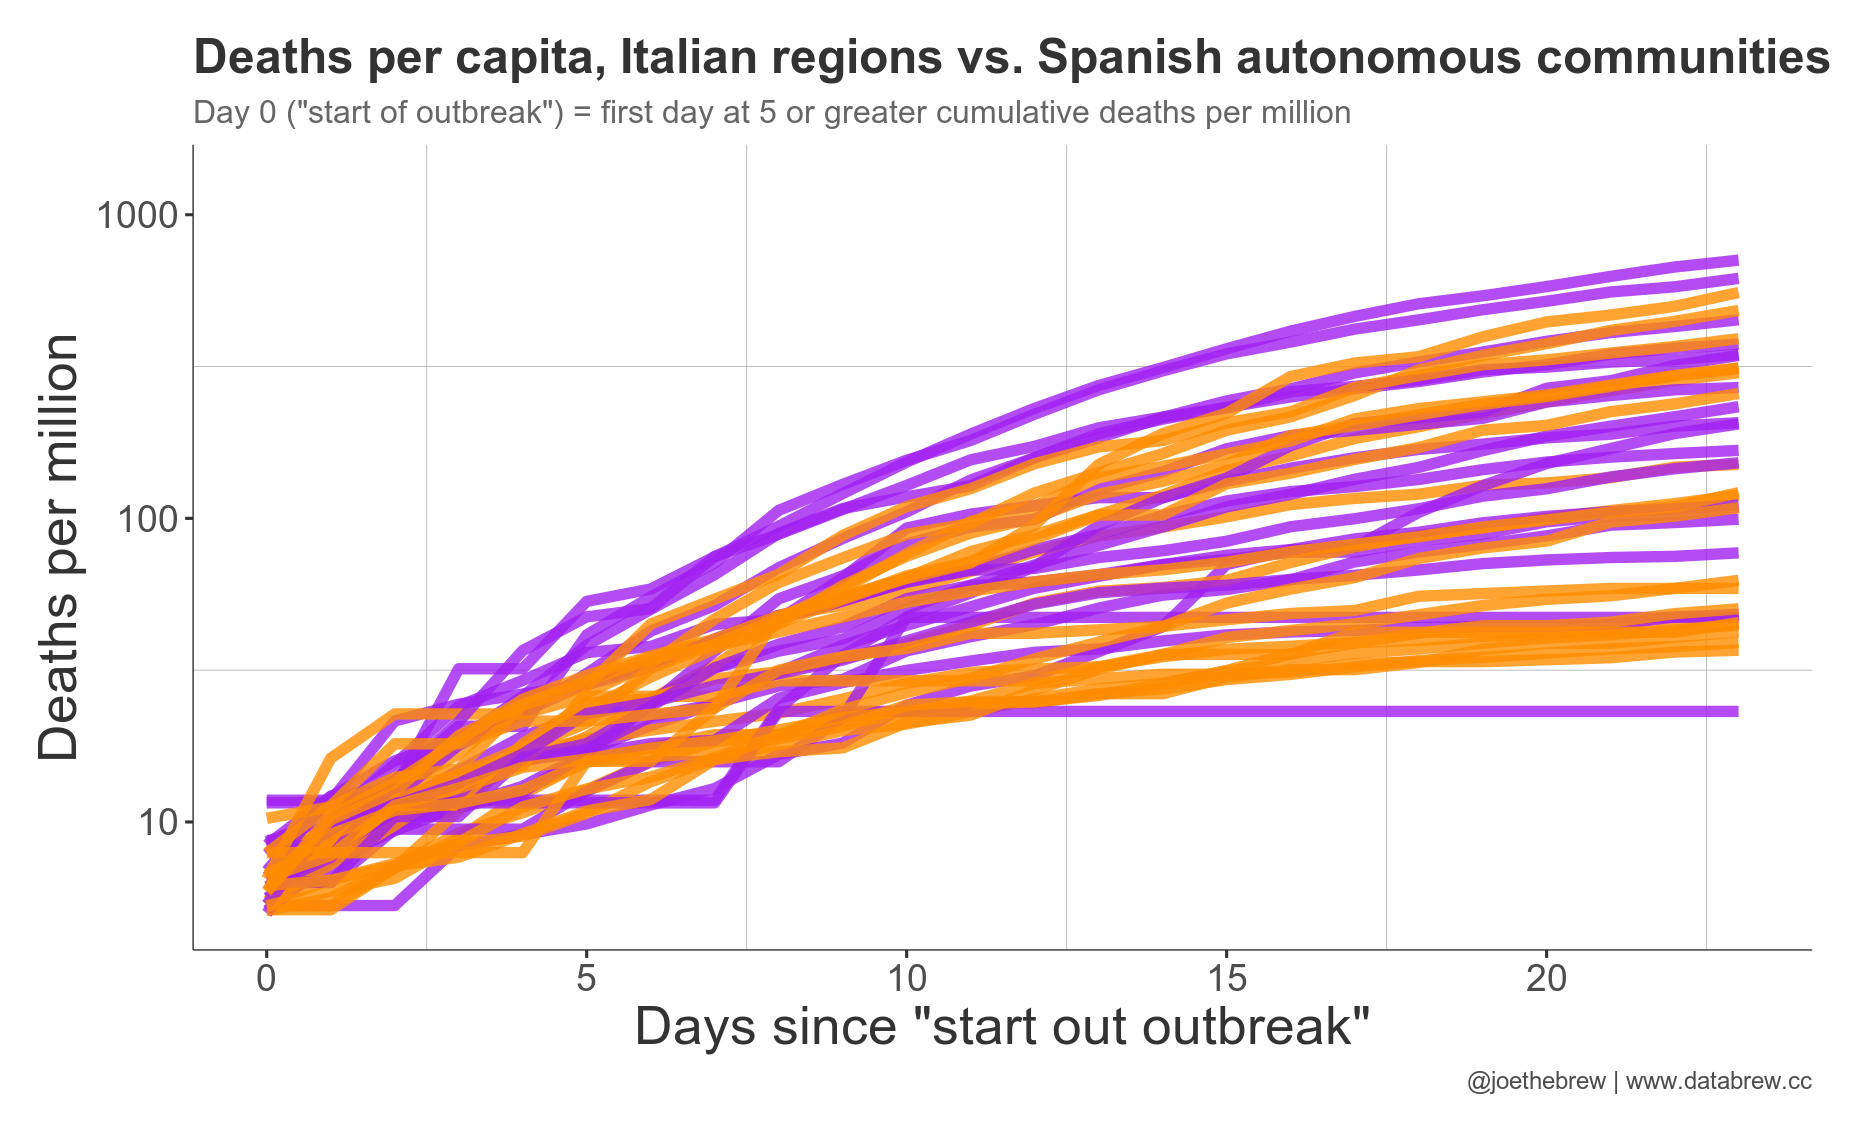 Deaths per capita, Italian regions vs. Spanish autonomous communities
Day 0 ("start of outbreak") = first day at 5 or greater cumulative deaths per million
Deaths per million
1000
100
10
0 5 10 15 20
Days since "start out outbreak"
@joethebrew | www.databrew.cc